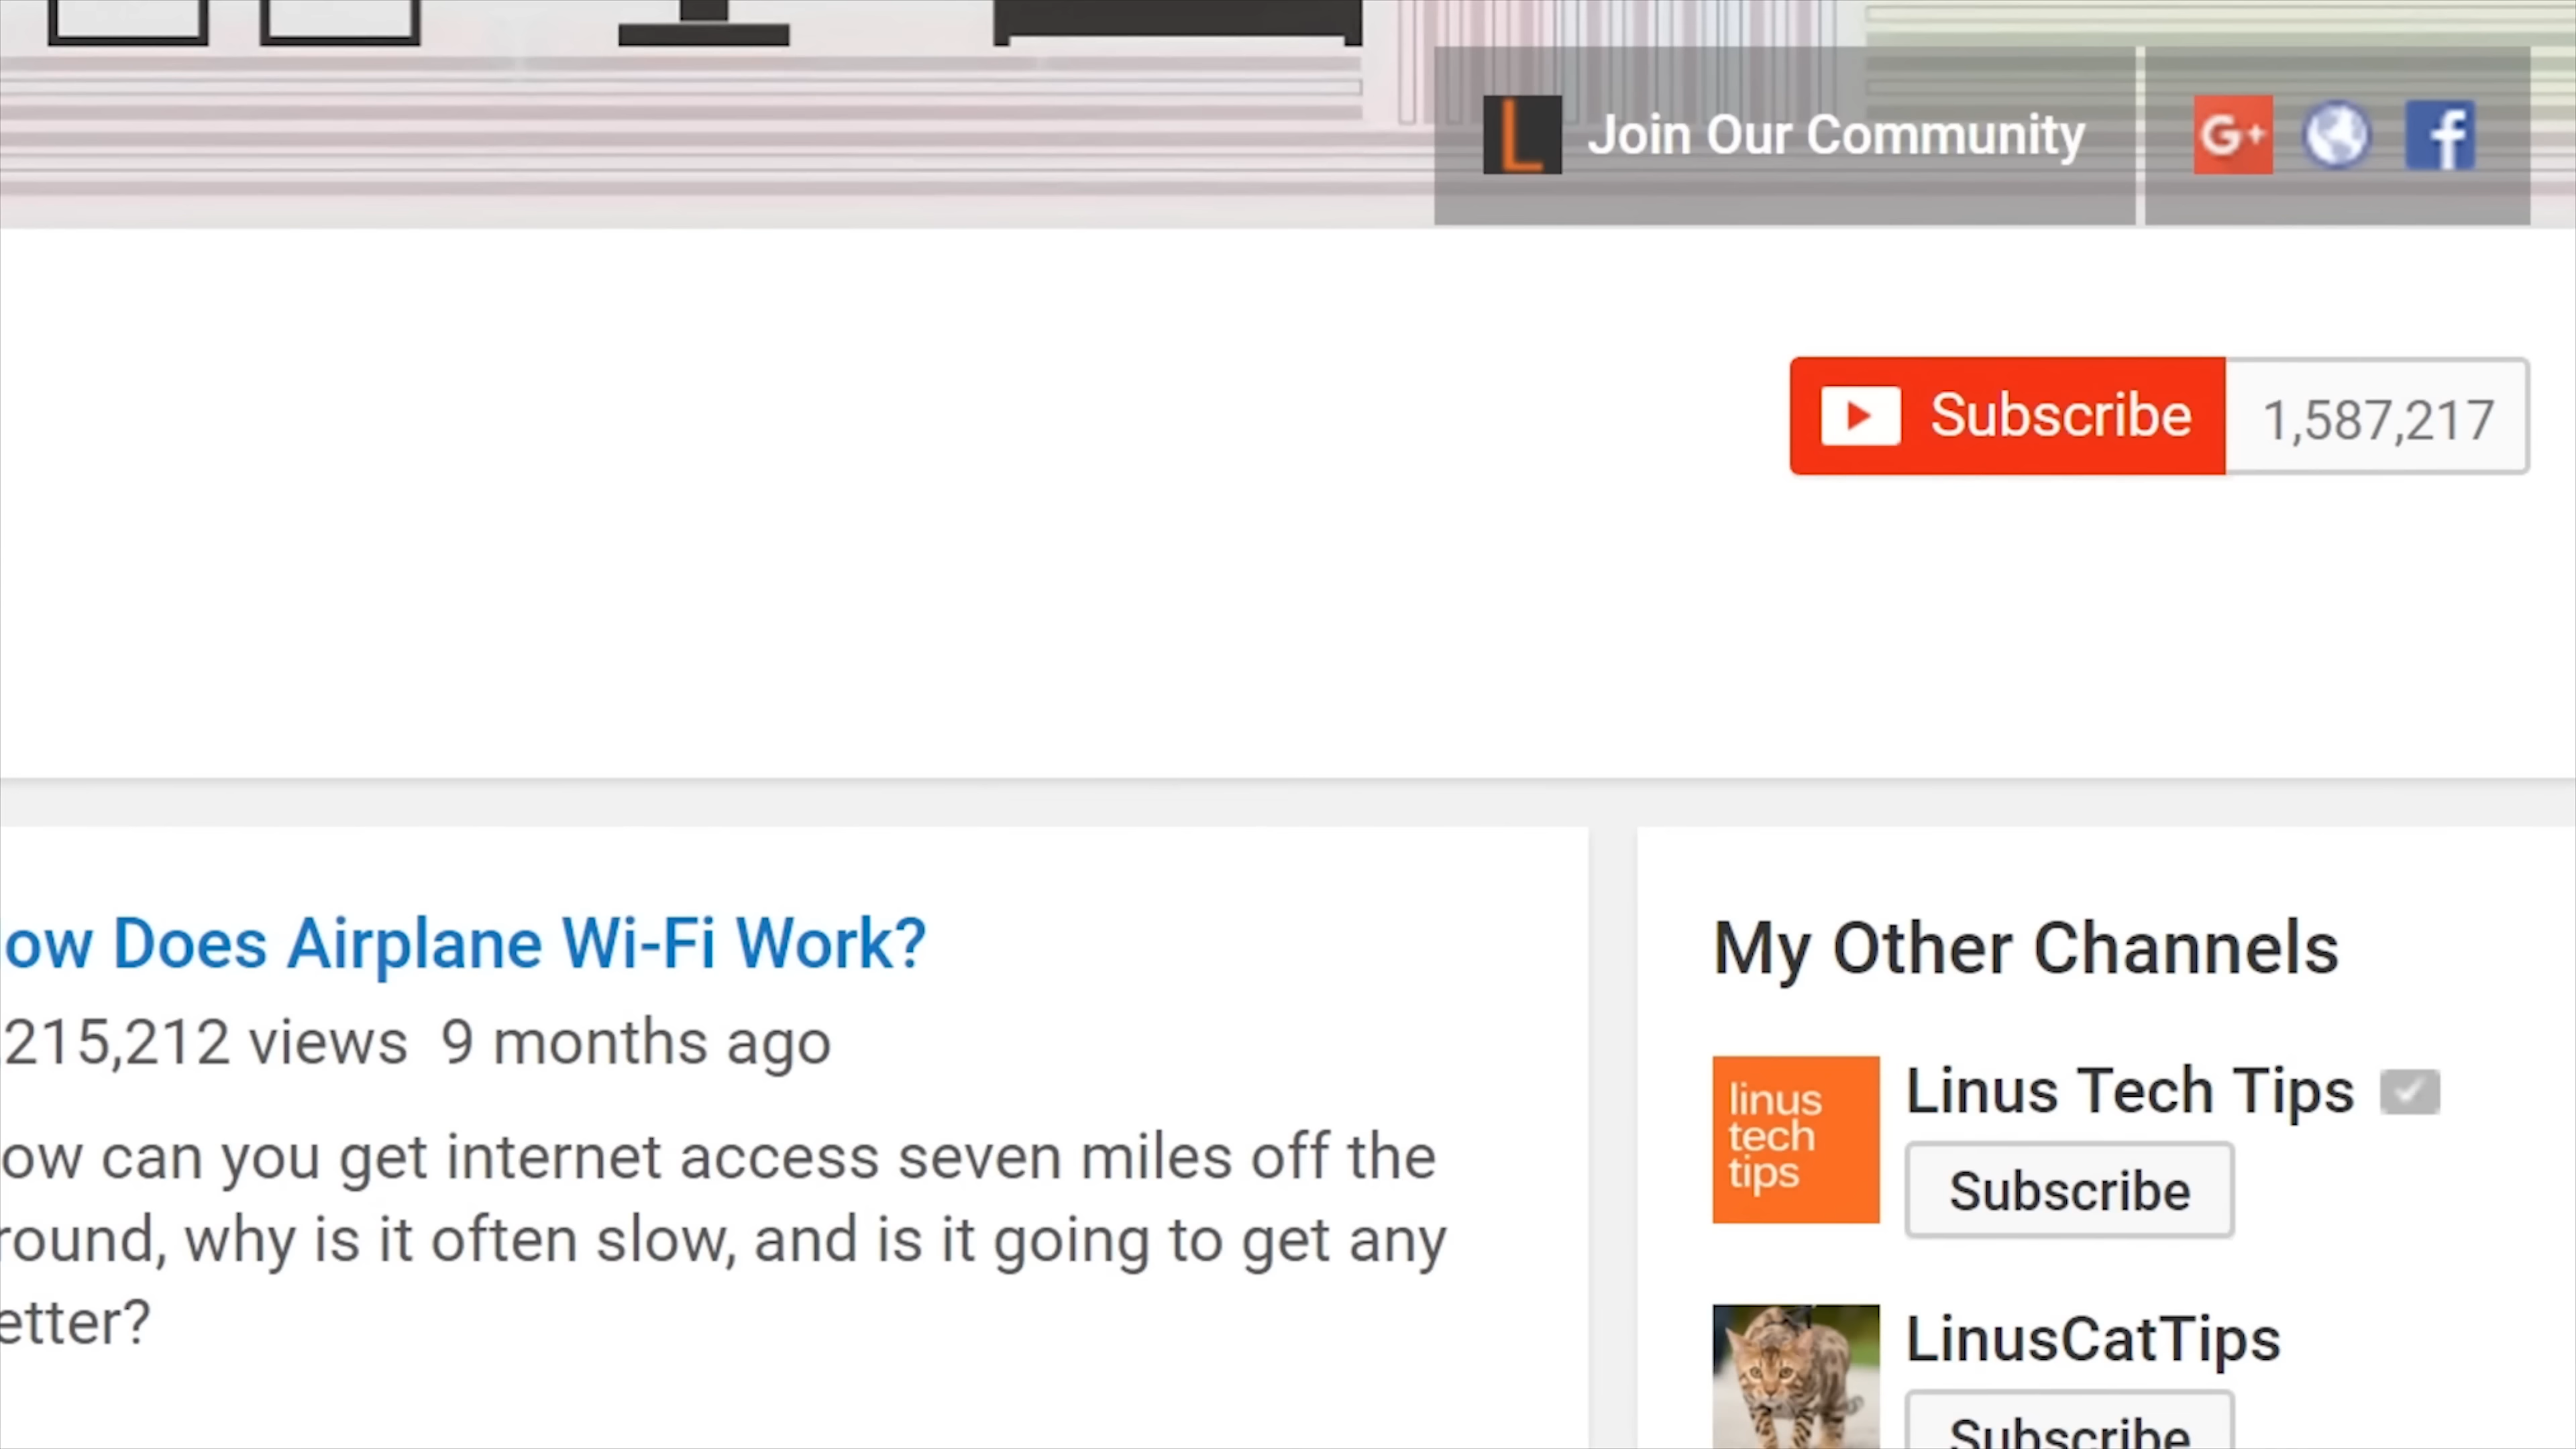 L Join Our Community G+ f
Subscribe 1,587,217
ow Does Airplane Wi-Fi Work?
215,212 views 9 months ago
ow can you get internet access seven miles off the
round, why is it often slow, and is it going to get any
etter?
My Other Channels
linus
tech
tips
Linus Tech Tips
Subscribe
LinusCatTips
Subscribe